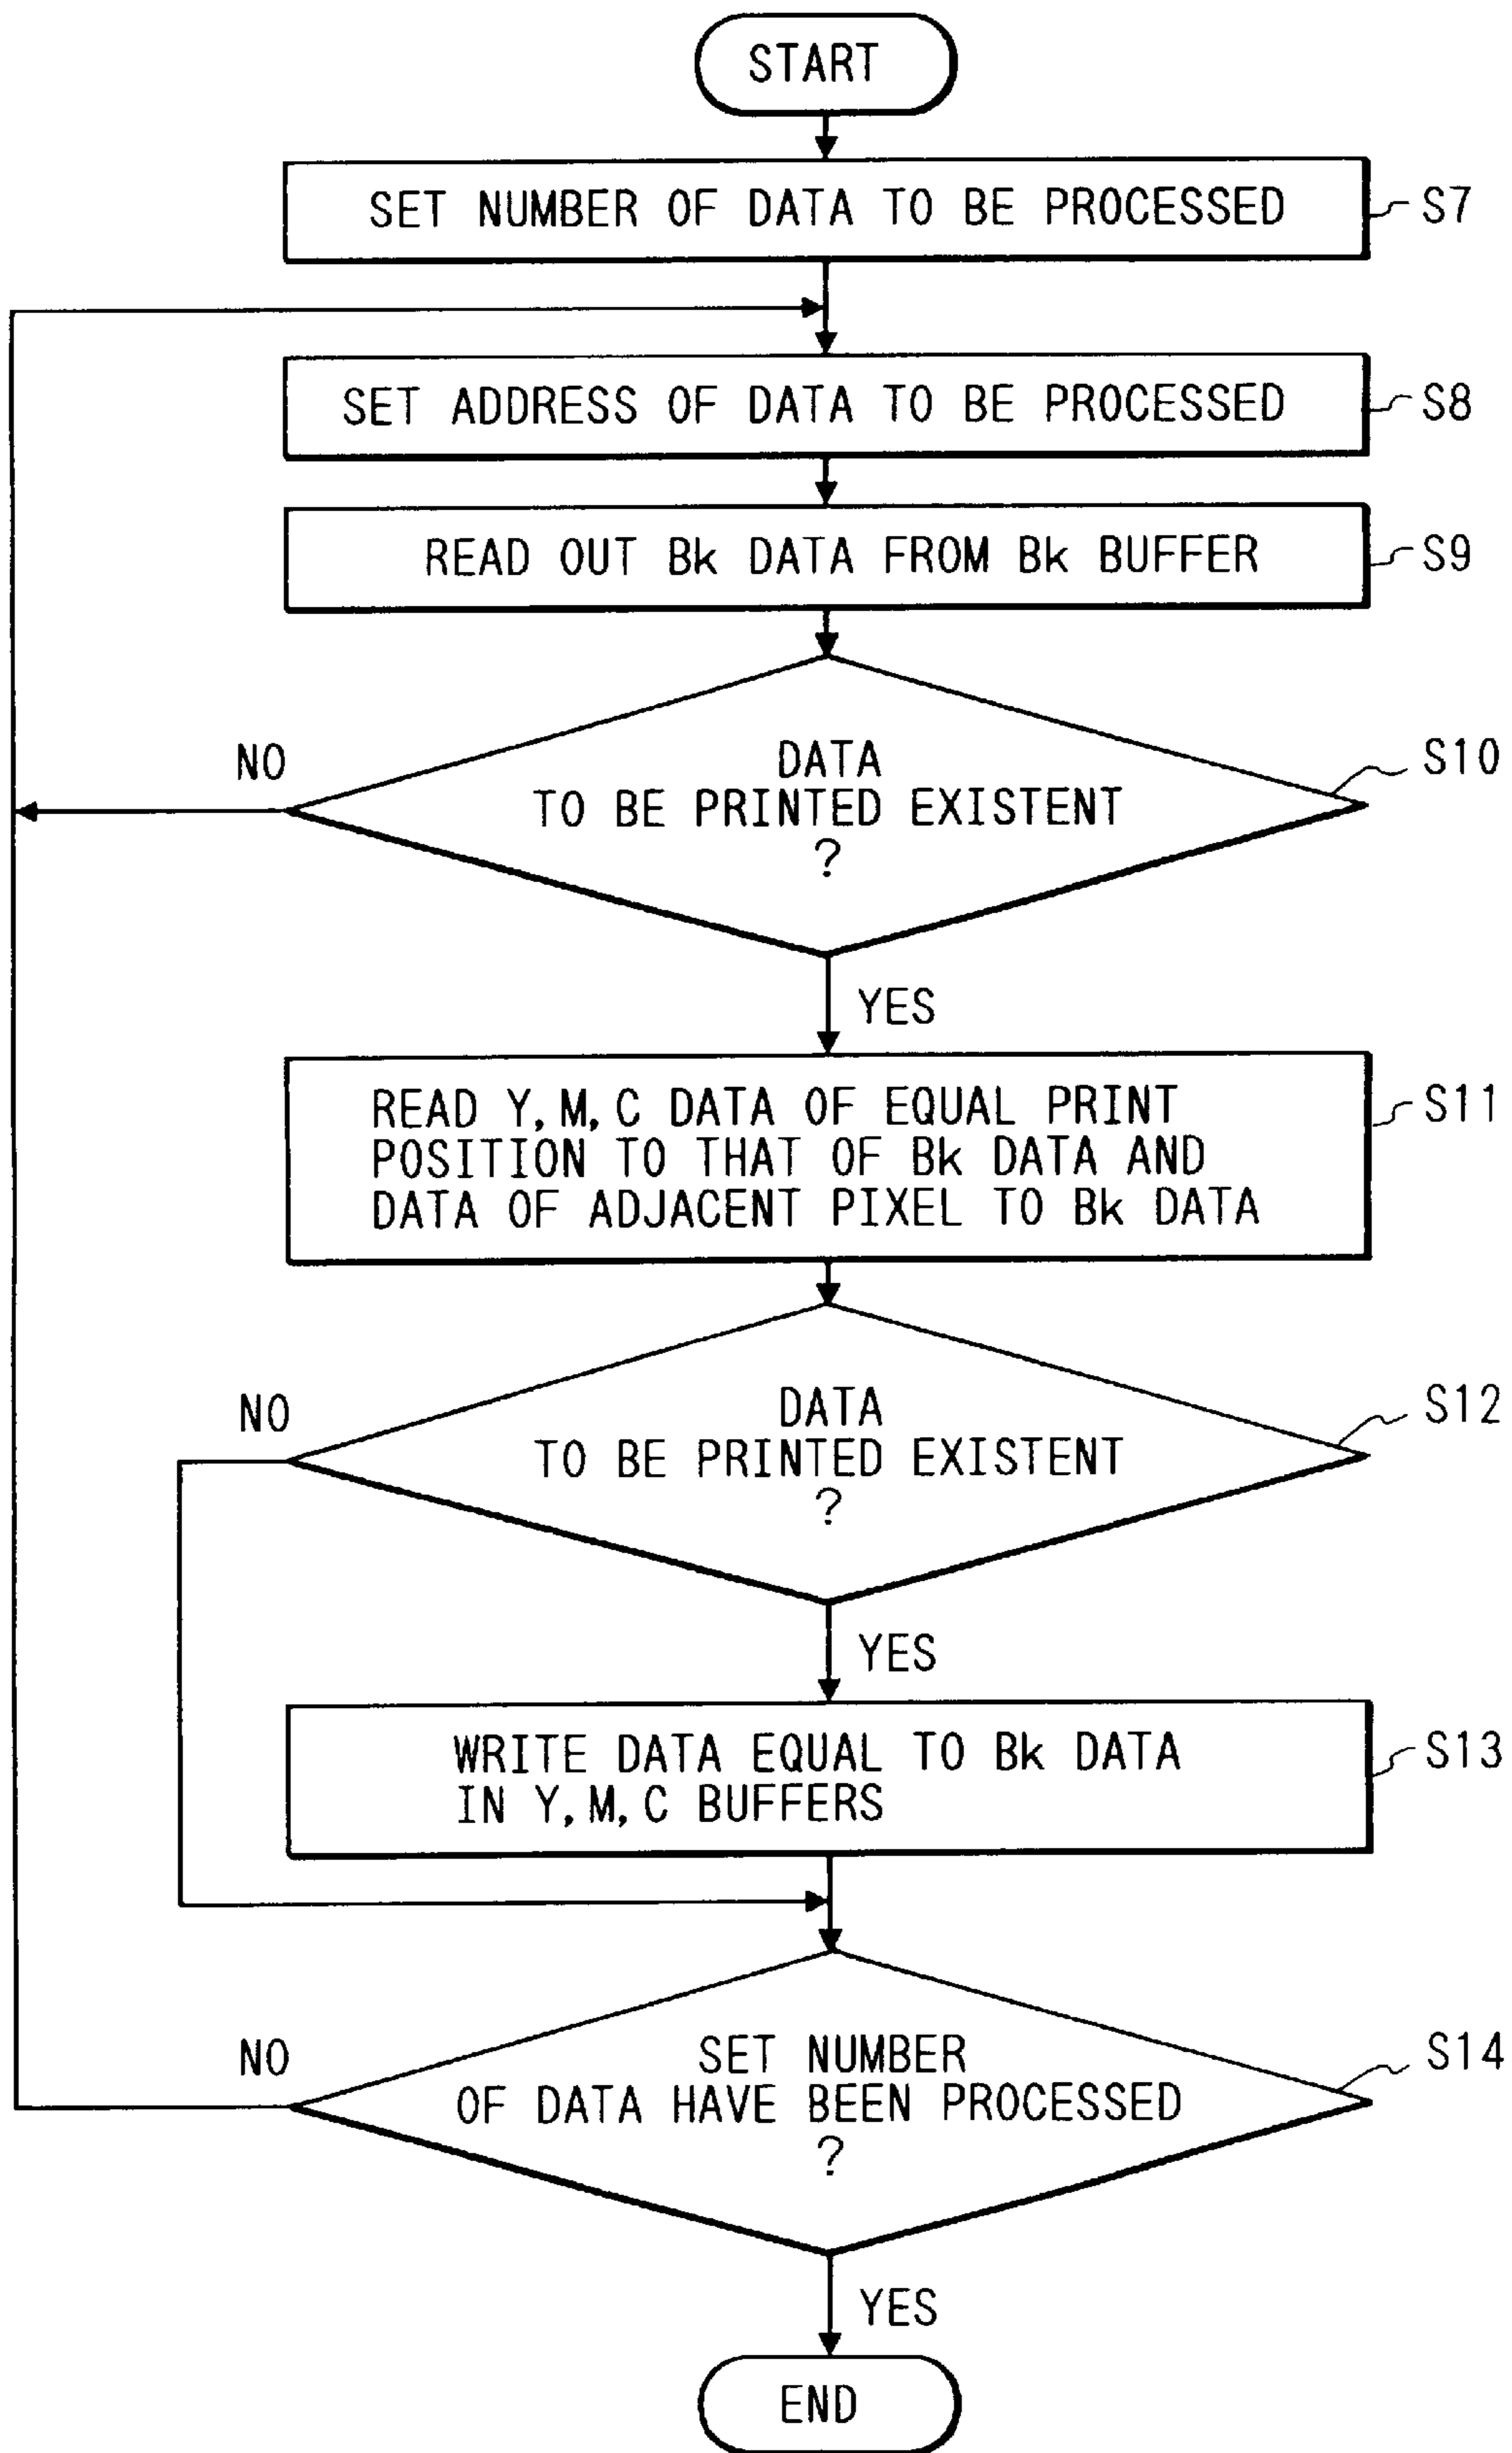 START
SET NUMBER OF DATA TO BE PROCESSED
S7
SET ADDRESS OF DATA TO BE PROCESSED
S8
READ OUT Bk DATA FROM Bk BUFFER
S9
NO
DATA
TO BE PRINTED EXISTENT
?
S10
YES
READ Y, M, C DATA OF EQUAL PRINT
POSITION TO THAT OF Bk DATA AND
DATA OF ADJACENT PIXEL TO Bk DATA
S11
NO
DATA
TO BE PRINTED EXISTENT
?
S12
YES
WRITE DATA EQUAL TO Bk DATA
IN Y, M, C BUFFERS
S13
NO
SET NUMBER
OF DATA HAVE BEEN PROCESSED
?
S14
YES
END